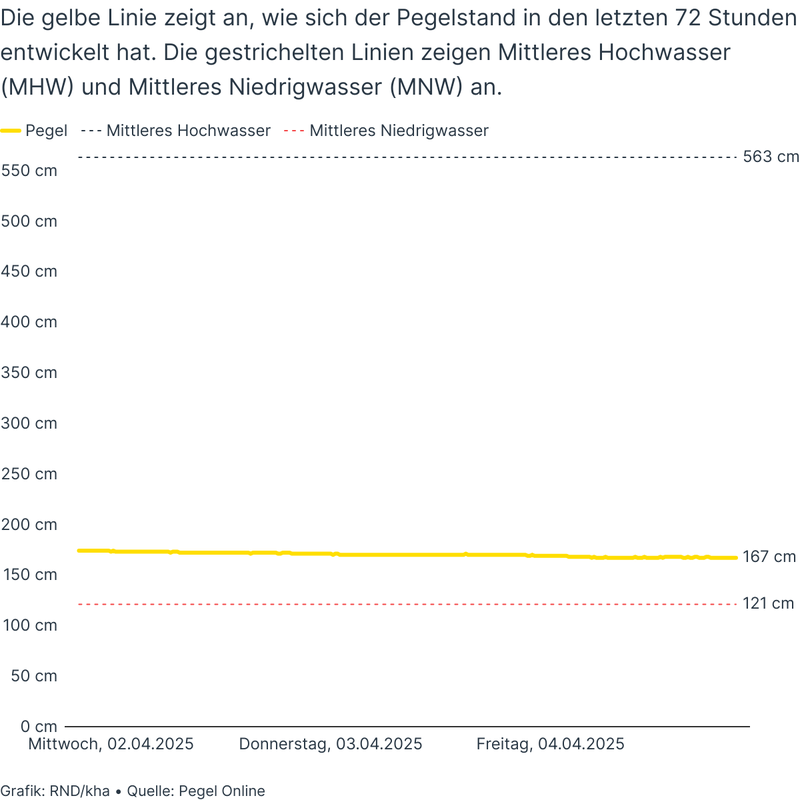 Die gelbe Linie zeigt an, wie sich der Pegelstand in den letzten 72 Stunden
entwickelt hat. Die gestrichelten Linien zeigen Mittleres Hochwasser
(MHW) und Mittleres Niedrigwasser (MNW) an.
Pegel Mittleres Hochwasser Mittleres Niedrigwasser
563 cm
550 cm
500 cm
450 cm
400 cm
350 cm
300 cm
250 cm
200 cm
167 cm
150 cm
121 cm
100 cm
50 cm
0 cm
Mittwoch, 02.04.2025 Donnerstag, 03.04.2025 Freitag, 04.04.2025
Grafik: RND/kha • Quelle: Pegel Online